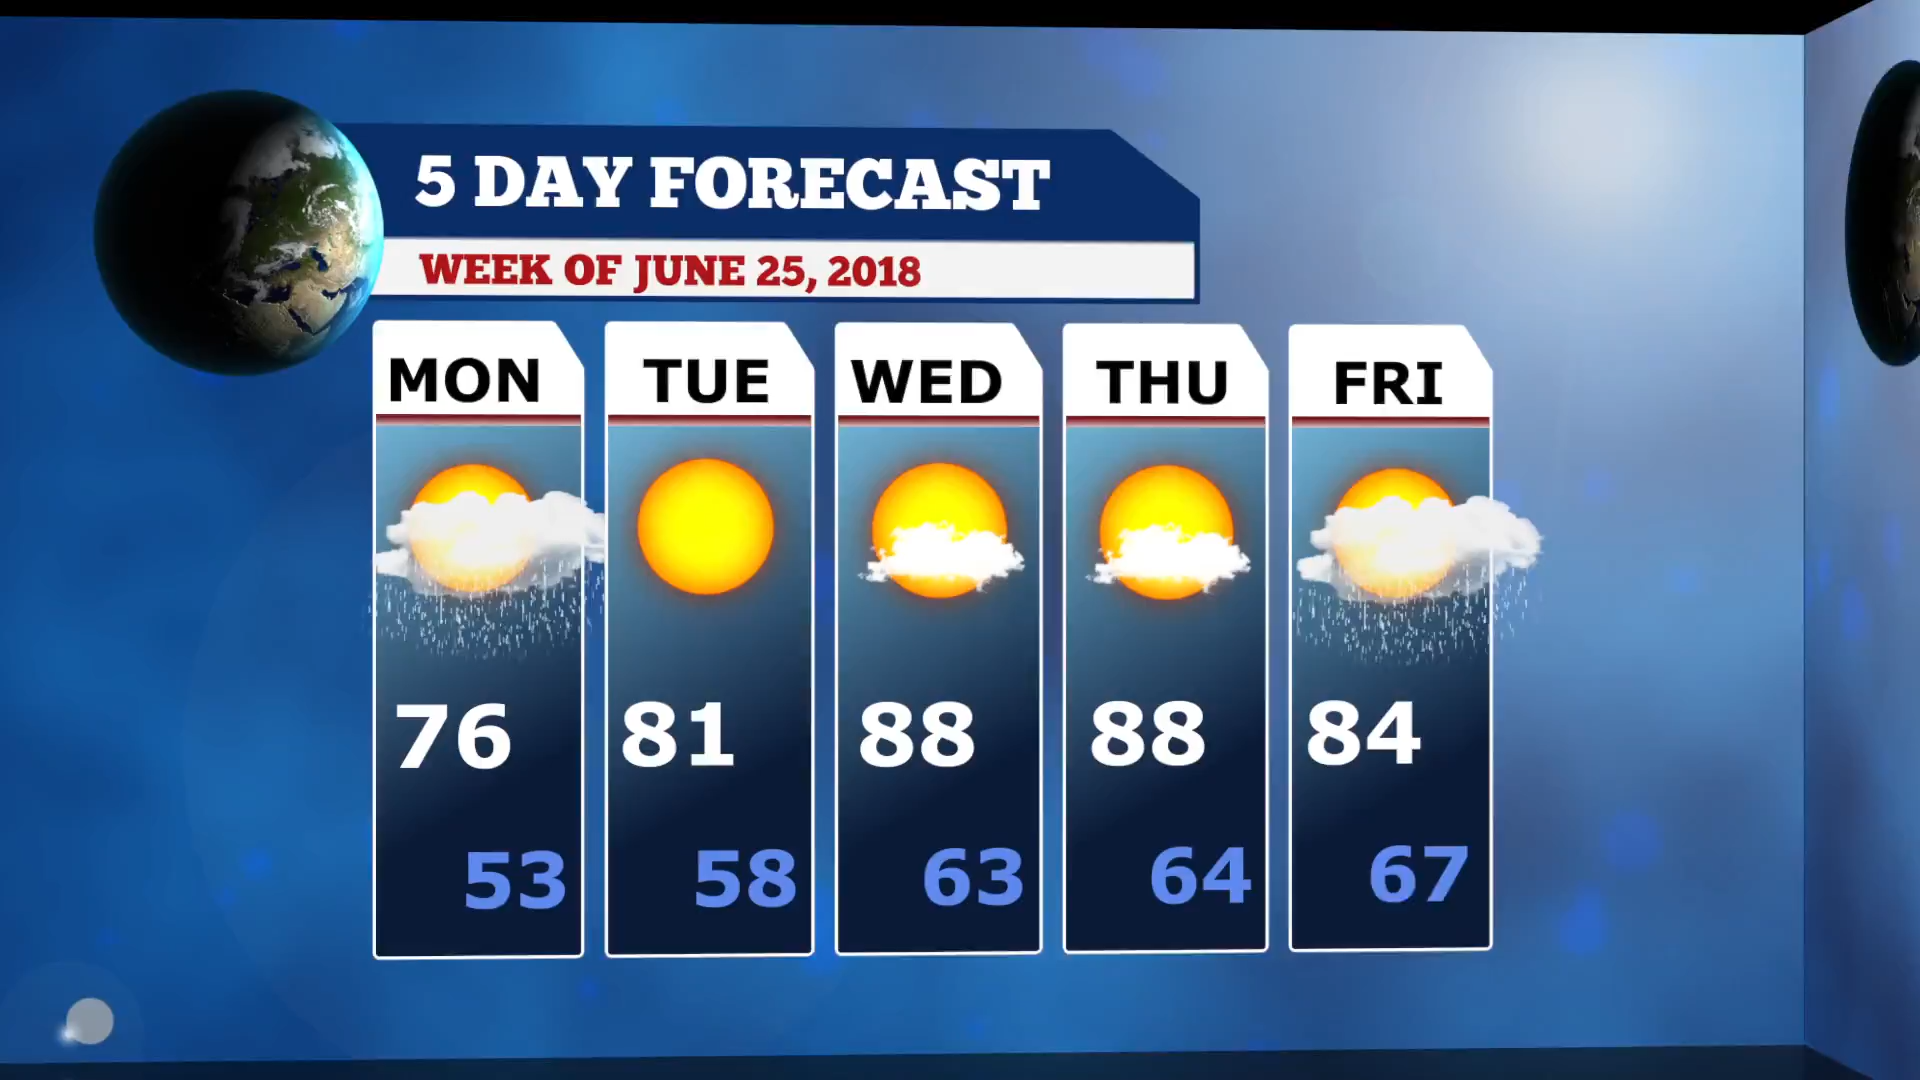 5 DAY FORECAST
WEEK OF JUNE 25, 2018
MON TUE WED THU FRI
76 81 88 88 84
53 58 63 64 67